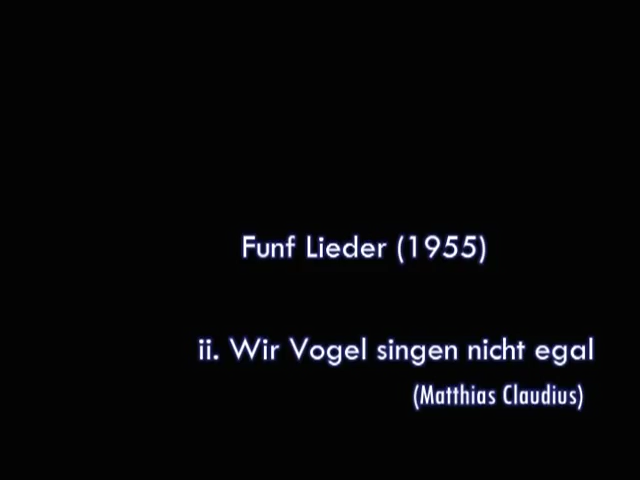 Funf Lieder (1955)
ii. Wir Vogel singen nicht egal
(Matthias Claudius)